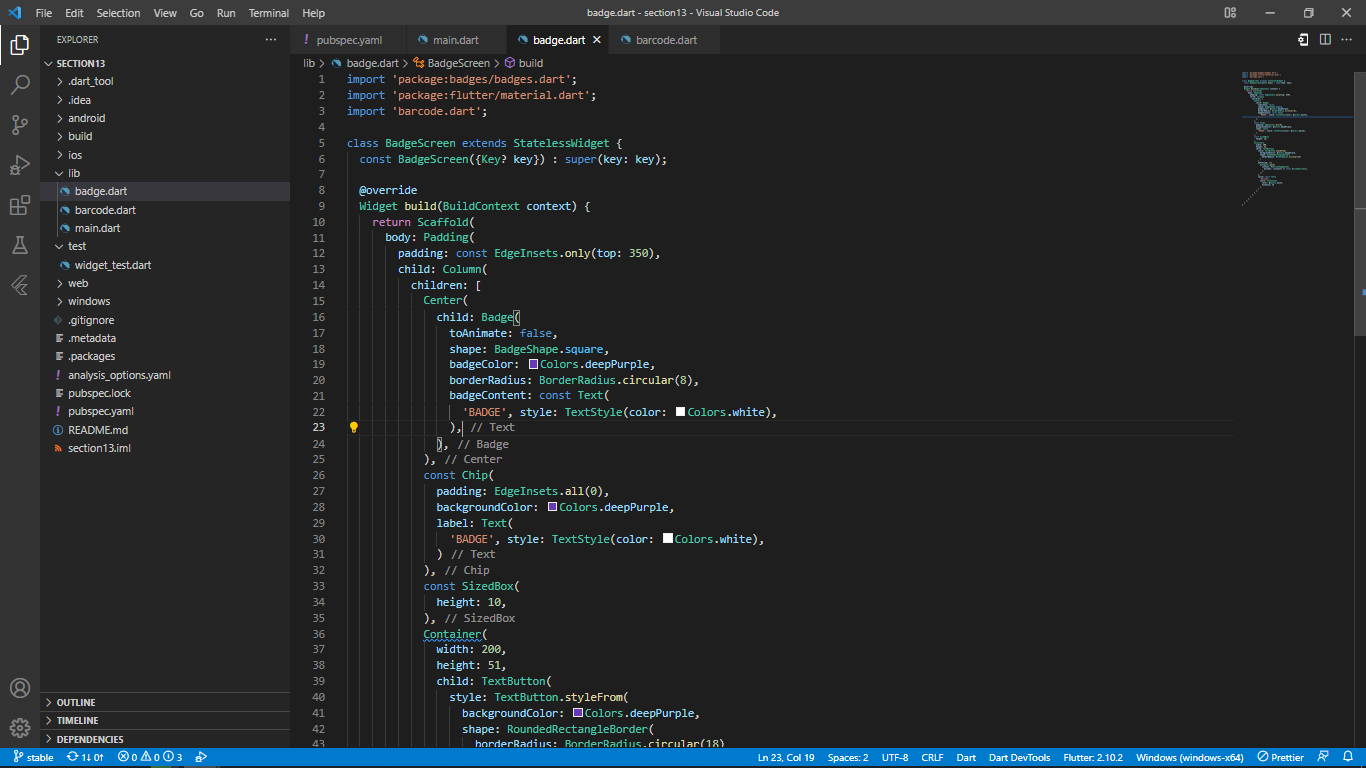 File Edit Selection View Go Run Terminal Help
badge.dart - section13 - Visual Studio Code
EXPLORER
SECTION13
.dart_tool
.idea
android
build
ios
lib
badge.dart
barcode.dart
main.dart
test
widget_test.dart
web
windows
.gitignore
.metadata
.packages
analysis_options.yaml
pubspec.lock
pubspec.yaml
README.md
section13.iml
OUTLINE
TIMELINE
DEPENDENCIES
pubspec.yaml main.dart badge.dart barcode.dart
lib > badge.dart > BadgeScreen > build
1 import 'package:badges/badges.dart';
2 import 'package:flutter/material.dart';
3 import 'barcode.dart';
4
5 class BadgeScreen extends StatelessWidget {
6 const BadgeScreen({Key? key}) : super(key: key);
7
8 @override
9 Widget build(BuildContext context) {
10 return Scaffold(
11 body: Padding(
12 padding: const EdgeInsets.only(top: 350),
13 child: Column(
14 children: [
15 Center(
16 child: Badge(
17 toAnimate: false,
18 shape: BadgeShape.square,
19 badgeColor: Colors.deepPurple,
20 borderRadius: BorderRadius.circular(8),
21 badgeContent: const Text(
22 'BADGE', style: TextStyle(color: Colors.white),
23 ), // Text
24 ), // Badge
25 ), // Center
26 const Chip(
27 padding: EdgeInsets.all(0),
28 backgroundColor: Colors.deepPurple,
29 label: Text(
30 'BADGE', style: TextStyle(color: Colors.white),
31 ) // Text
32 ), // Chip
33 const SizedBox(
34 height: 10,
35 ), // SizedBox
36 Container(
37 width: 200,
38 height: 51,
39 child: TextButton(
40 style: TextButton.styleFrom(
41 backgroundColor: Colors.deepPurple,
42 shape: RoundedRectangleBorder(
43 borderRadius: BorderRadius.circular(18)
stable 1↓ 0↑ 0 0 3 Ln 23, Col 19 Spaces: 2 UTF-8 CRLF Dart Dart DevTools Flutter: 2.10.2 Windows (windows-x64) Prettier